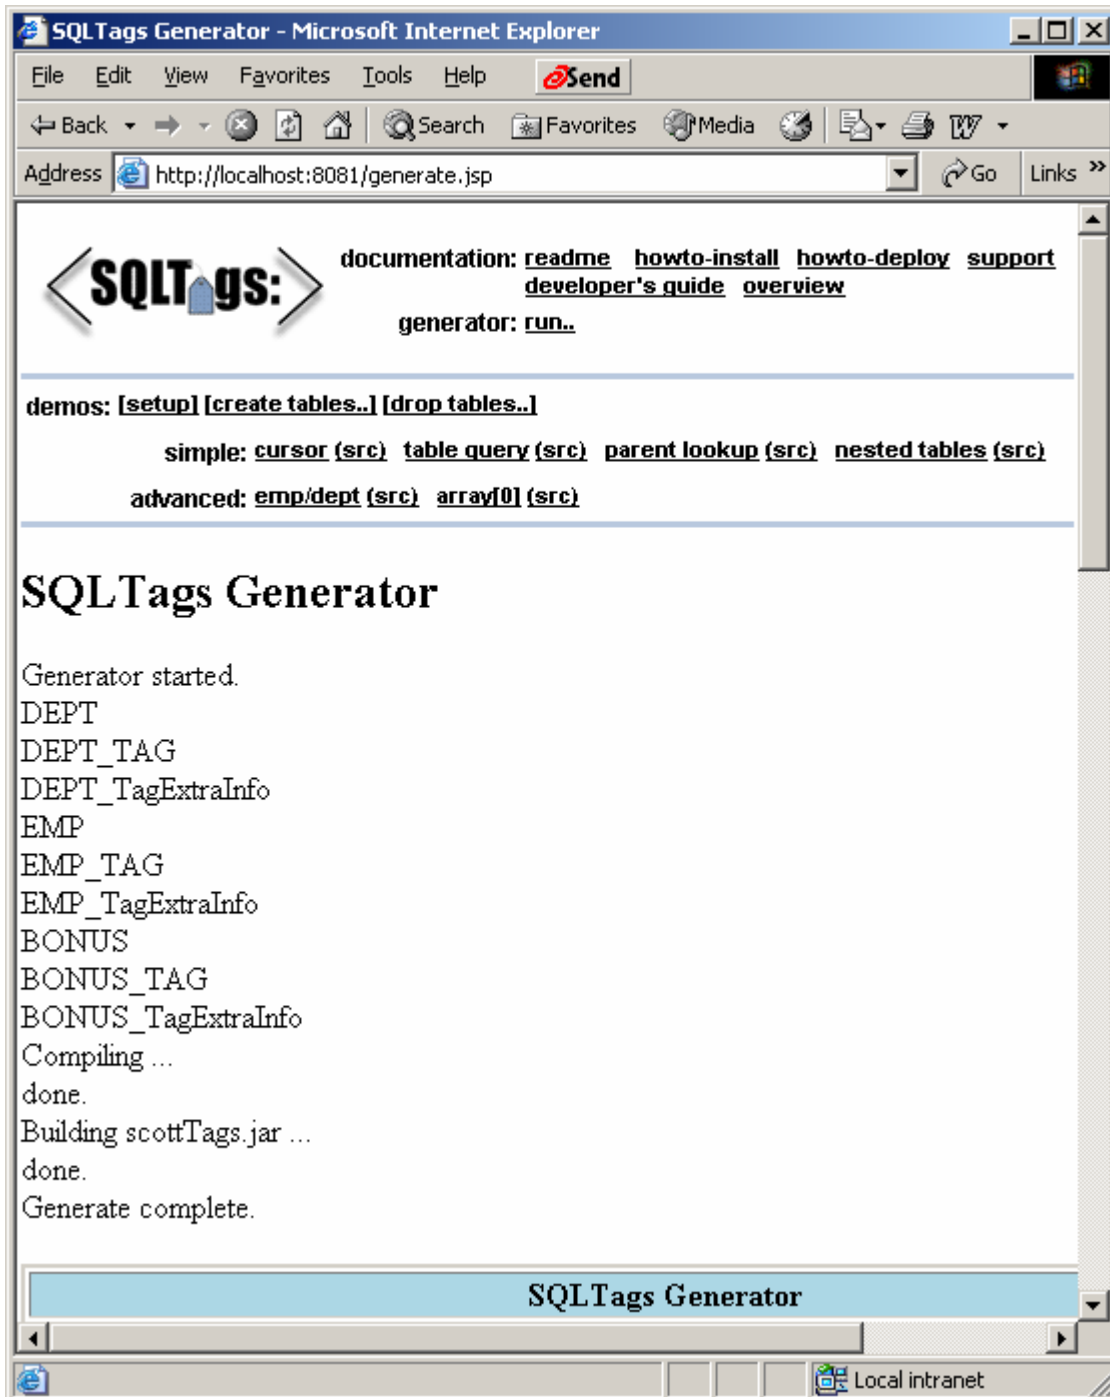 SQLTags Generator - Microsoft Internet Explorer
File Edit View Favorites Tools Help Send
Back Search Favorites Media
Address http://localhost:8081/generate.jsp Go Links »
<SQLTags:> documentation: readme howto-install howto-deploy support
developer's guide overview
generator: run..
demos: [setup] [create tables..] [drop tables..]
simple: cursor (src) table query (src) parent lookup (src) nested tables (src)
advanced: emp/dept (src) array[0] (src)
SQLTags Generator
Generator started.
DEPT
DEPT_TAG
DEPT_TagExtraInfo
EMP
EMP_TAG
EMP_TagExtraInfo
BONUS
BONUS_TAG
BONUS_TagExtraInfo
Compiling ...
done.
Building scottTags.jar ...
done.
Generate complete.
SQLTags Generator
Local intranet